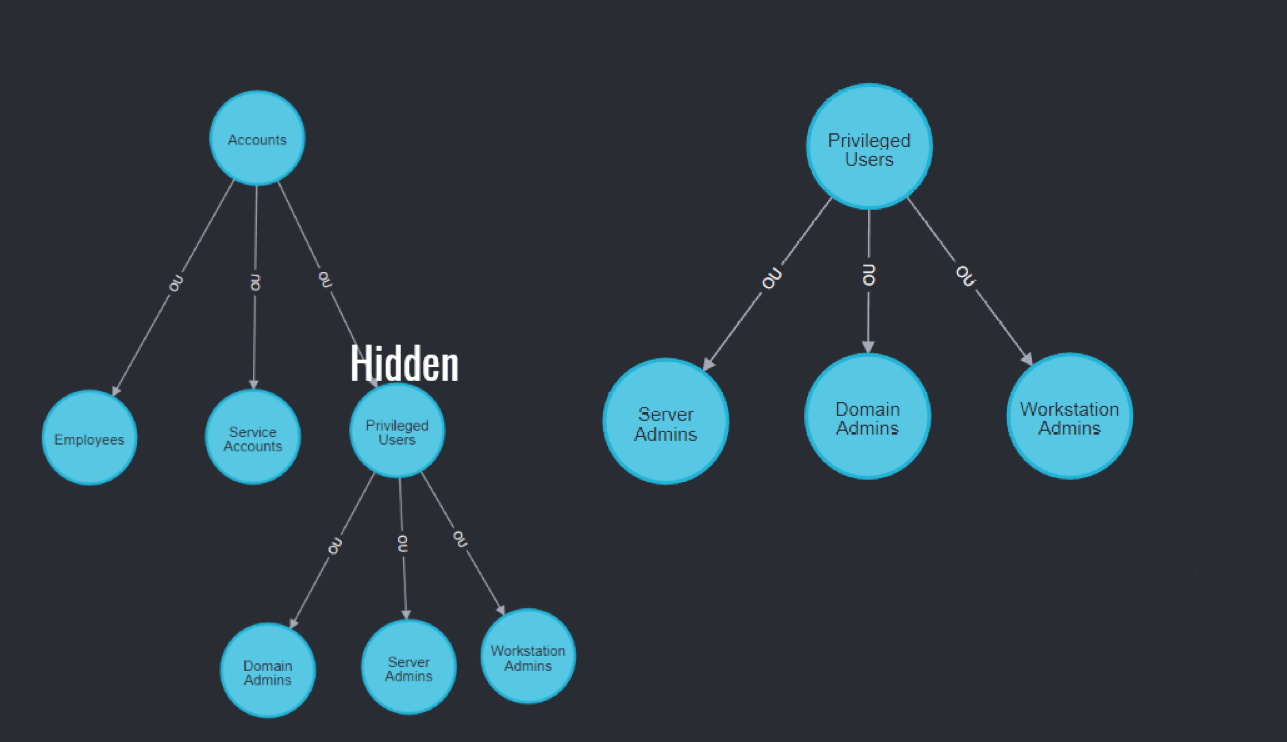 Accounts
OU
OU
OU
Hidden
Employees
Service
Accounts
Privileged
Users
OU
OU
OU
Domain
Admins
Server
Admins
Workstation
Admins
Privileged
Users
OU
OU
OU
Server
Admins
Domain
Admins
Workstation
Admins